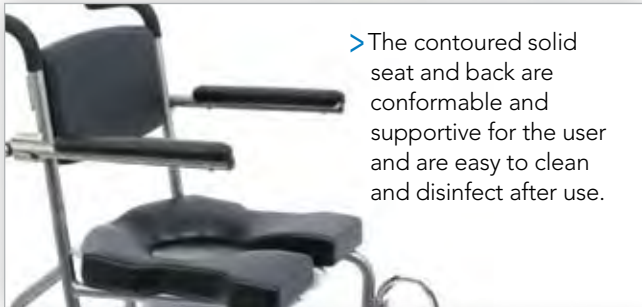 >The contoured solid
seat and back are
conformable and
supportive for the user
and are easy to clean
and disinfect after use.